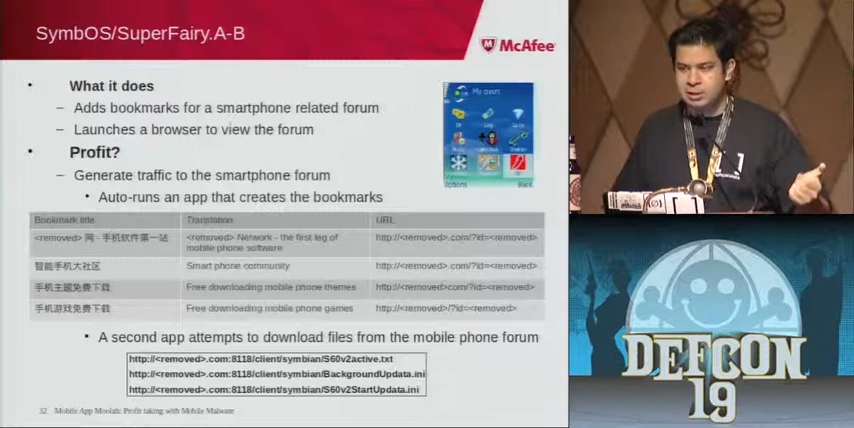 SymbOS/SuperFairy.A-B
McAfee
What it does
– Adds bookmarks for a smartphone related forum
– Launches a browser to view the forum
Profit?
– Generate traffic to the smartphone forum
• Auto-runs an app that creates the bookmarks
Bookmark title Translation URL
<removed> 网 - 手机软件第一站 <removed> Network - the first leg of mobile phone software http://<removed>.com/?id=<removed>
智能手机大社区 Smart phone community http://<removed>.com/?id=<removed>
手机主题免费下载 Free downloading mobile phone themes http://<removed>com/?id=<removed>
手机游戏免费下载 Free downloading mobile phone games http://<removed>/?id=<removed>
• A second app attempts to download files from the mobile phone forum
http://<removed>.com:8118/client/symbian/S60v2active.txt
http://<removed>.com:8118/client/symbian/BackgroundUpdata.ini
http://<removed>.com:8118/client/symbian/S60v2StartUpdata.ini
32 Mobile App Moolah: Profit taking with Mobile Malware
My own
Options Back
DEFCON
19